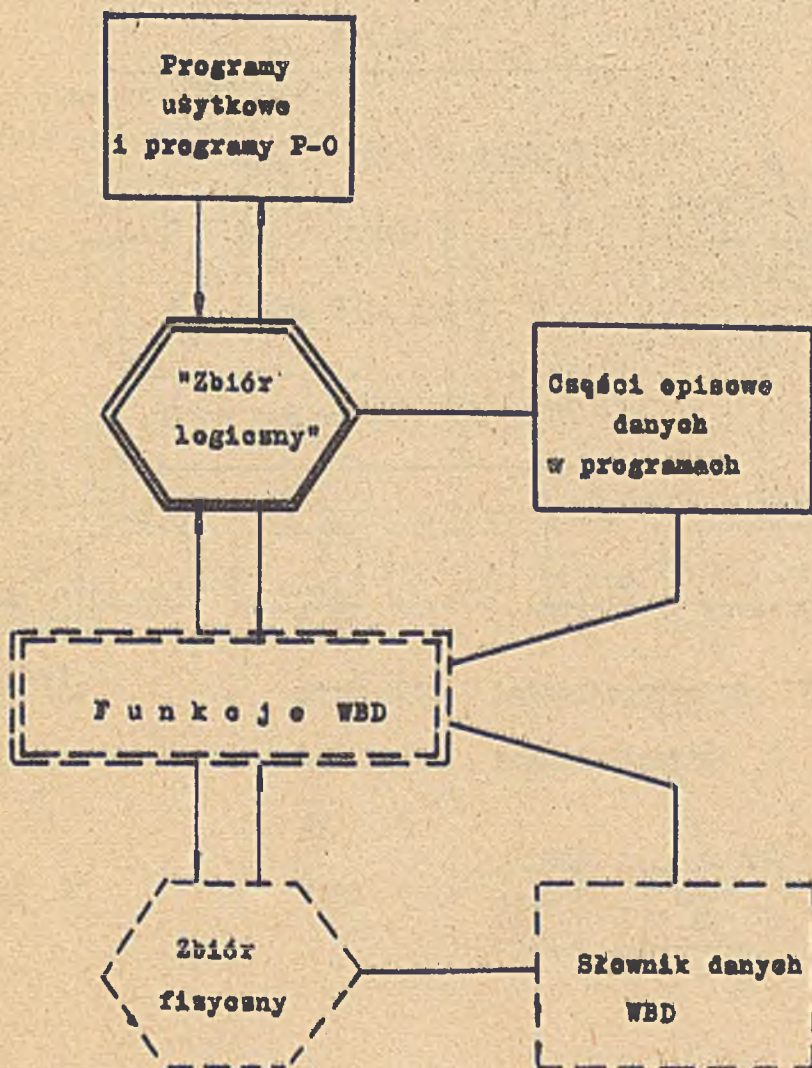 Programy
użytkowe
i programy P-O
"Zbiór
logiczny"
Części opisowe
danych
w programach
F u n k c j e WBD
Zbiór
fizyczny
Słownik danych
WBD